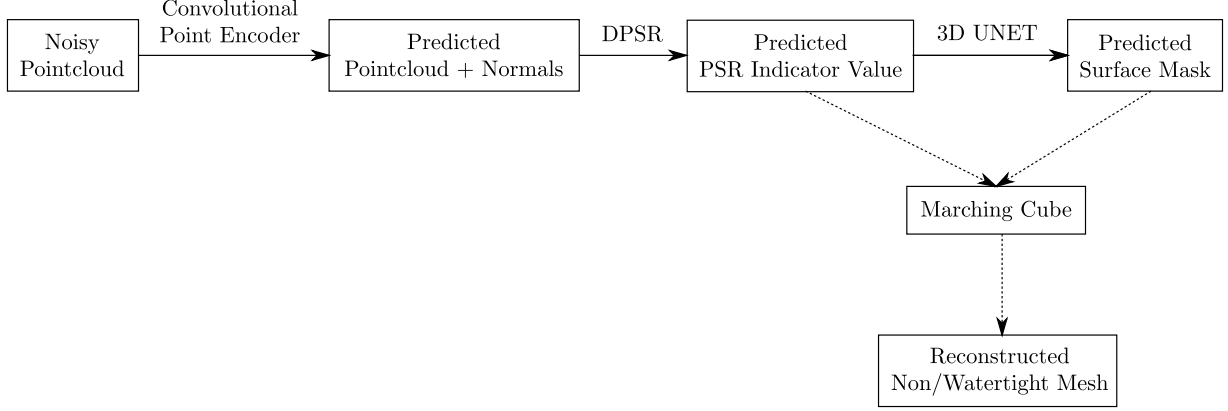 Noisy
Pointcloud
Convolutional
Point Encoder
Predicted
Pointcloud + Normals
DPSR
Predicted
PSR Indicator Value
3D UNET
Predicted
Surface Mask
Marching Cube
Reconstructed
Non/Watertight Mesh